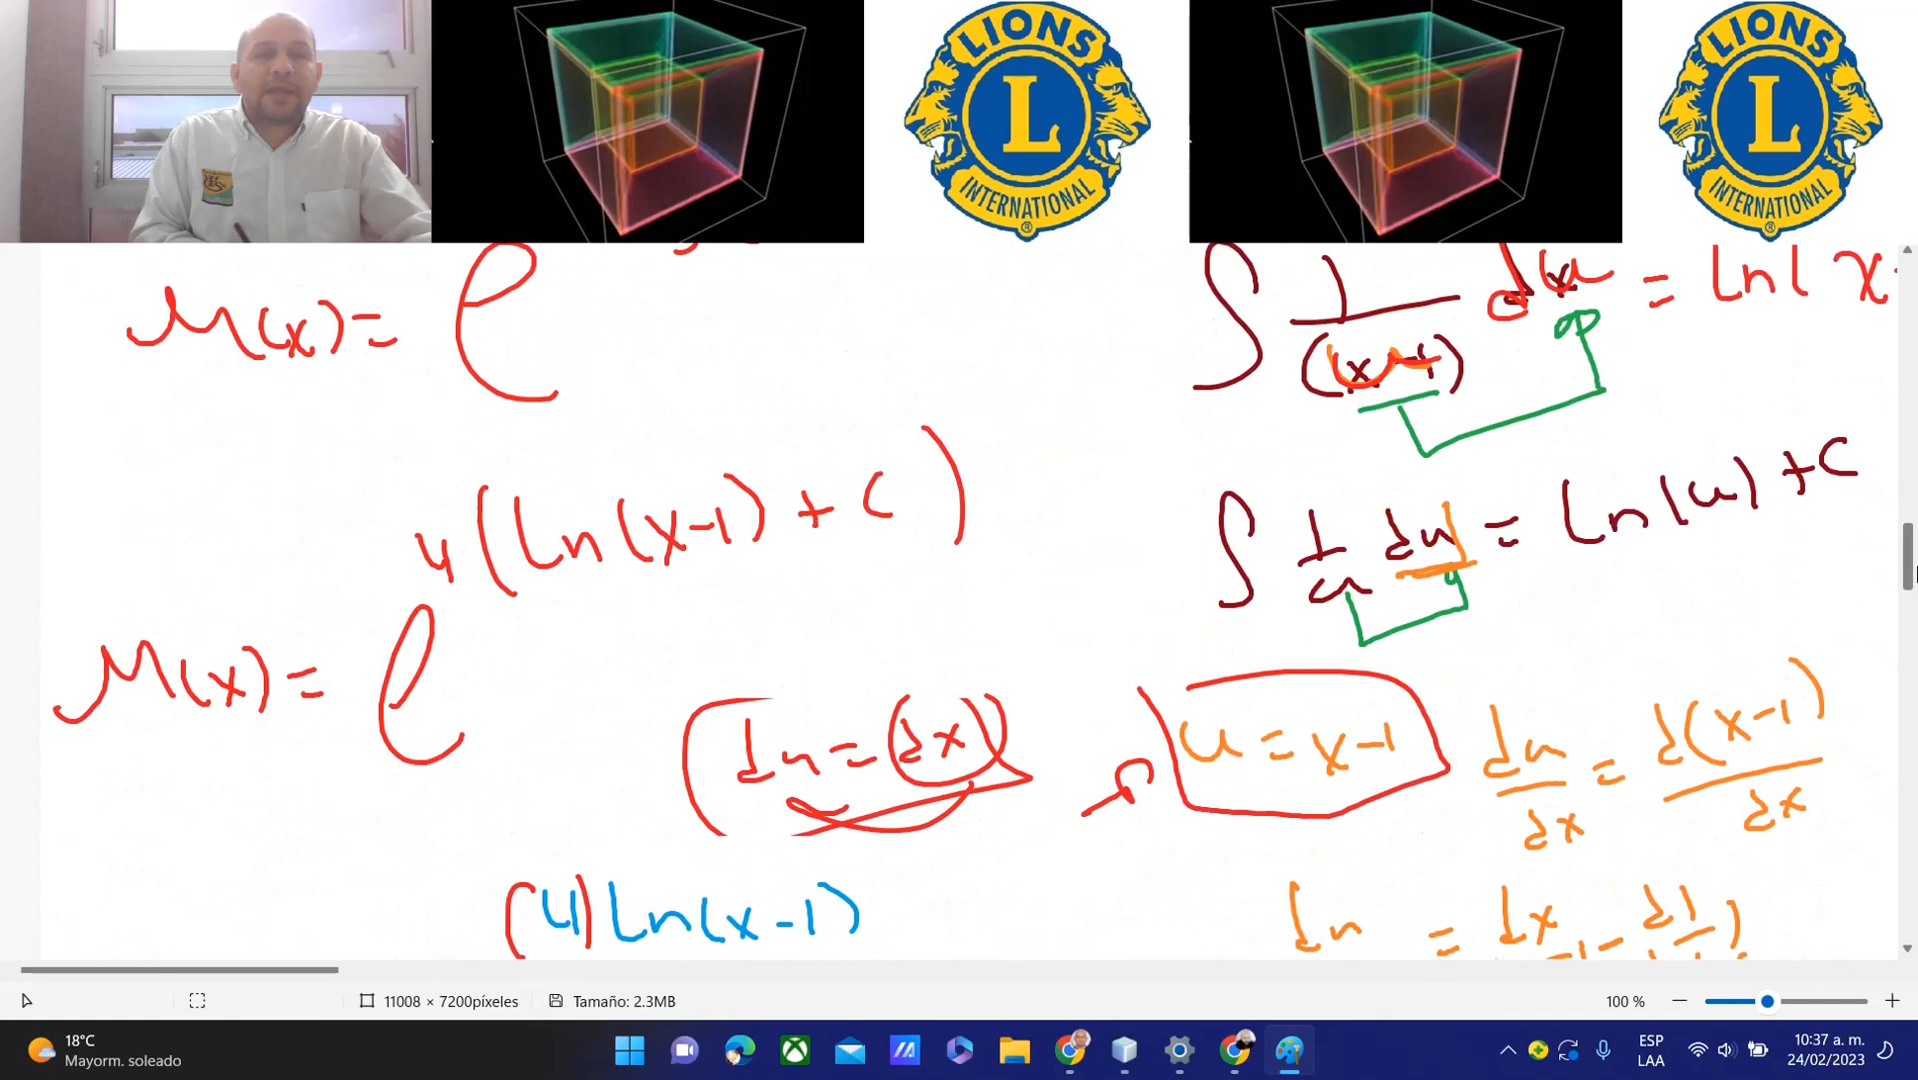 LIONS
L
INTERNATIONAL
®
LIONS
L
INTERNATIONAL
®
M(x) = e
∫ 1/(x-1) du = ln( x
4(ln(x-1) + c)
∫ 1/u du = ln(u) + c
M(x) = e
du = dx
u = x-1
du/dx = d(x-1)/dx
(4) ln(x-1)
du = dx
11008 × 7200píxeles
Tamaño: 2.3MB
100 %
18°C
Mayorm. soleado
ESP
LAA
10:37 a. m.
24/02/2023